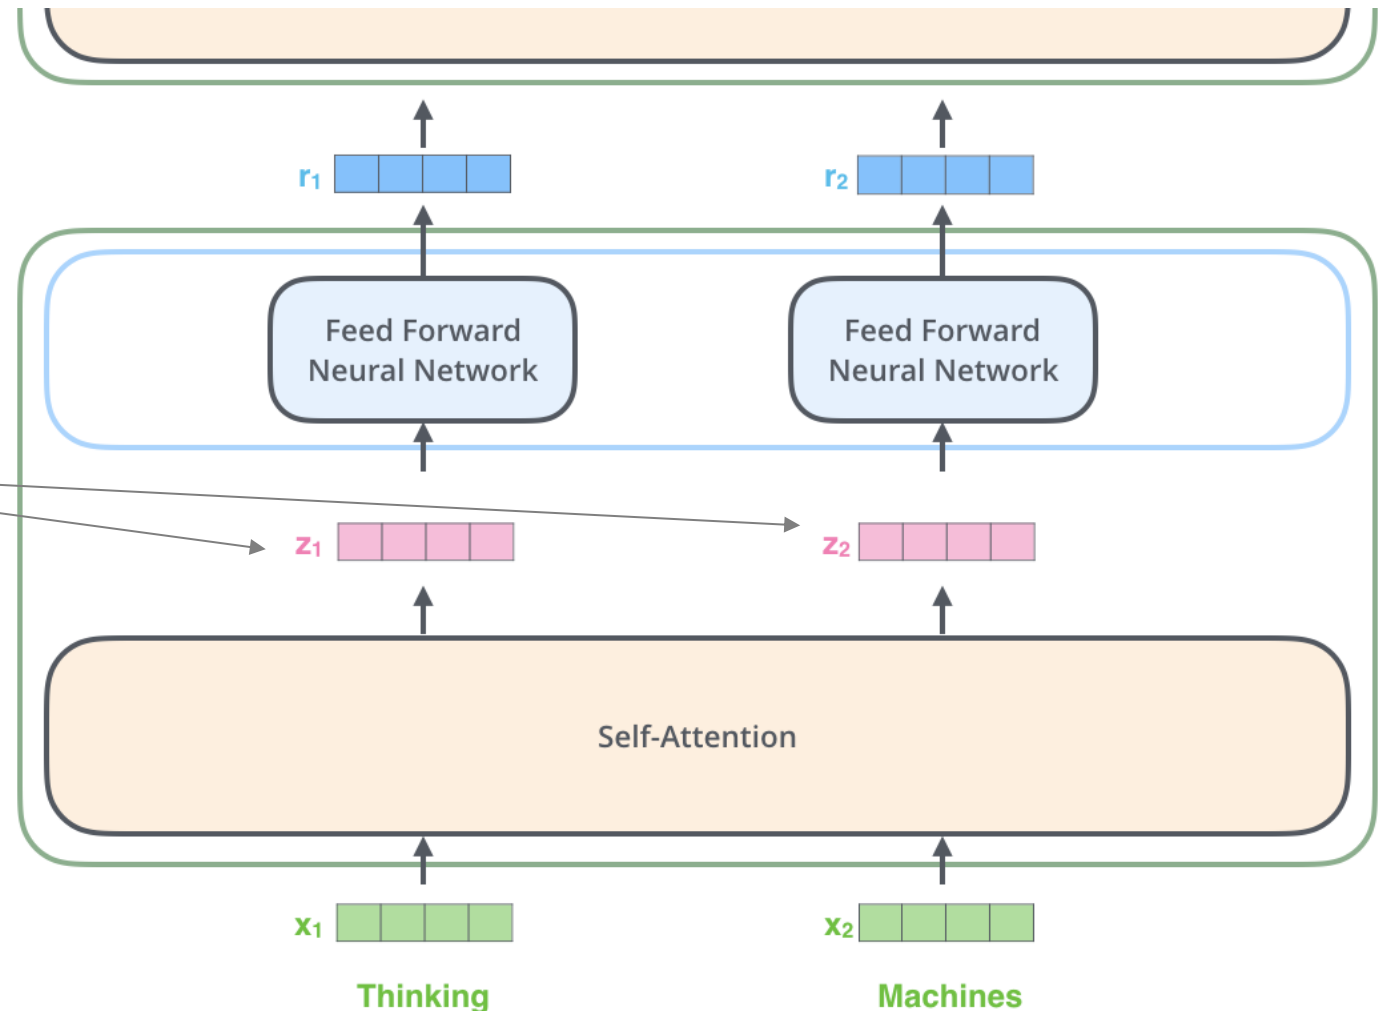 r₁ r₂
Feed Forward Neural Network
Feed Forward Neural Network
z₁ z₂
Self-Attention
x₁ x₂
Thinking Machines